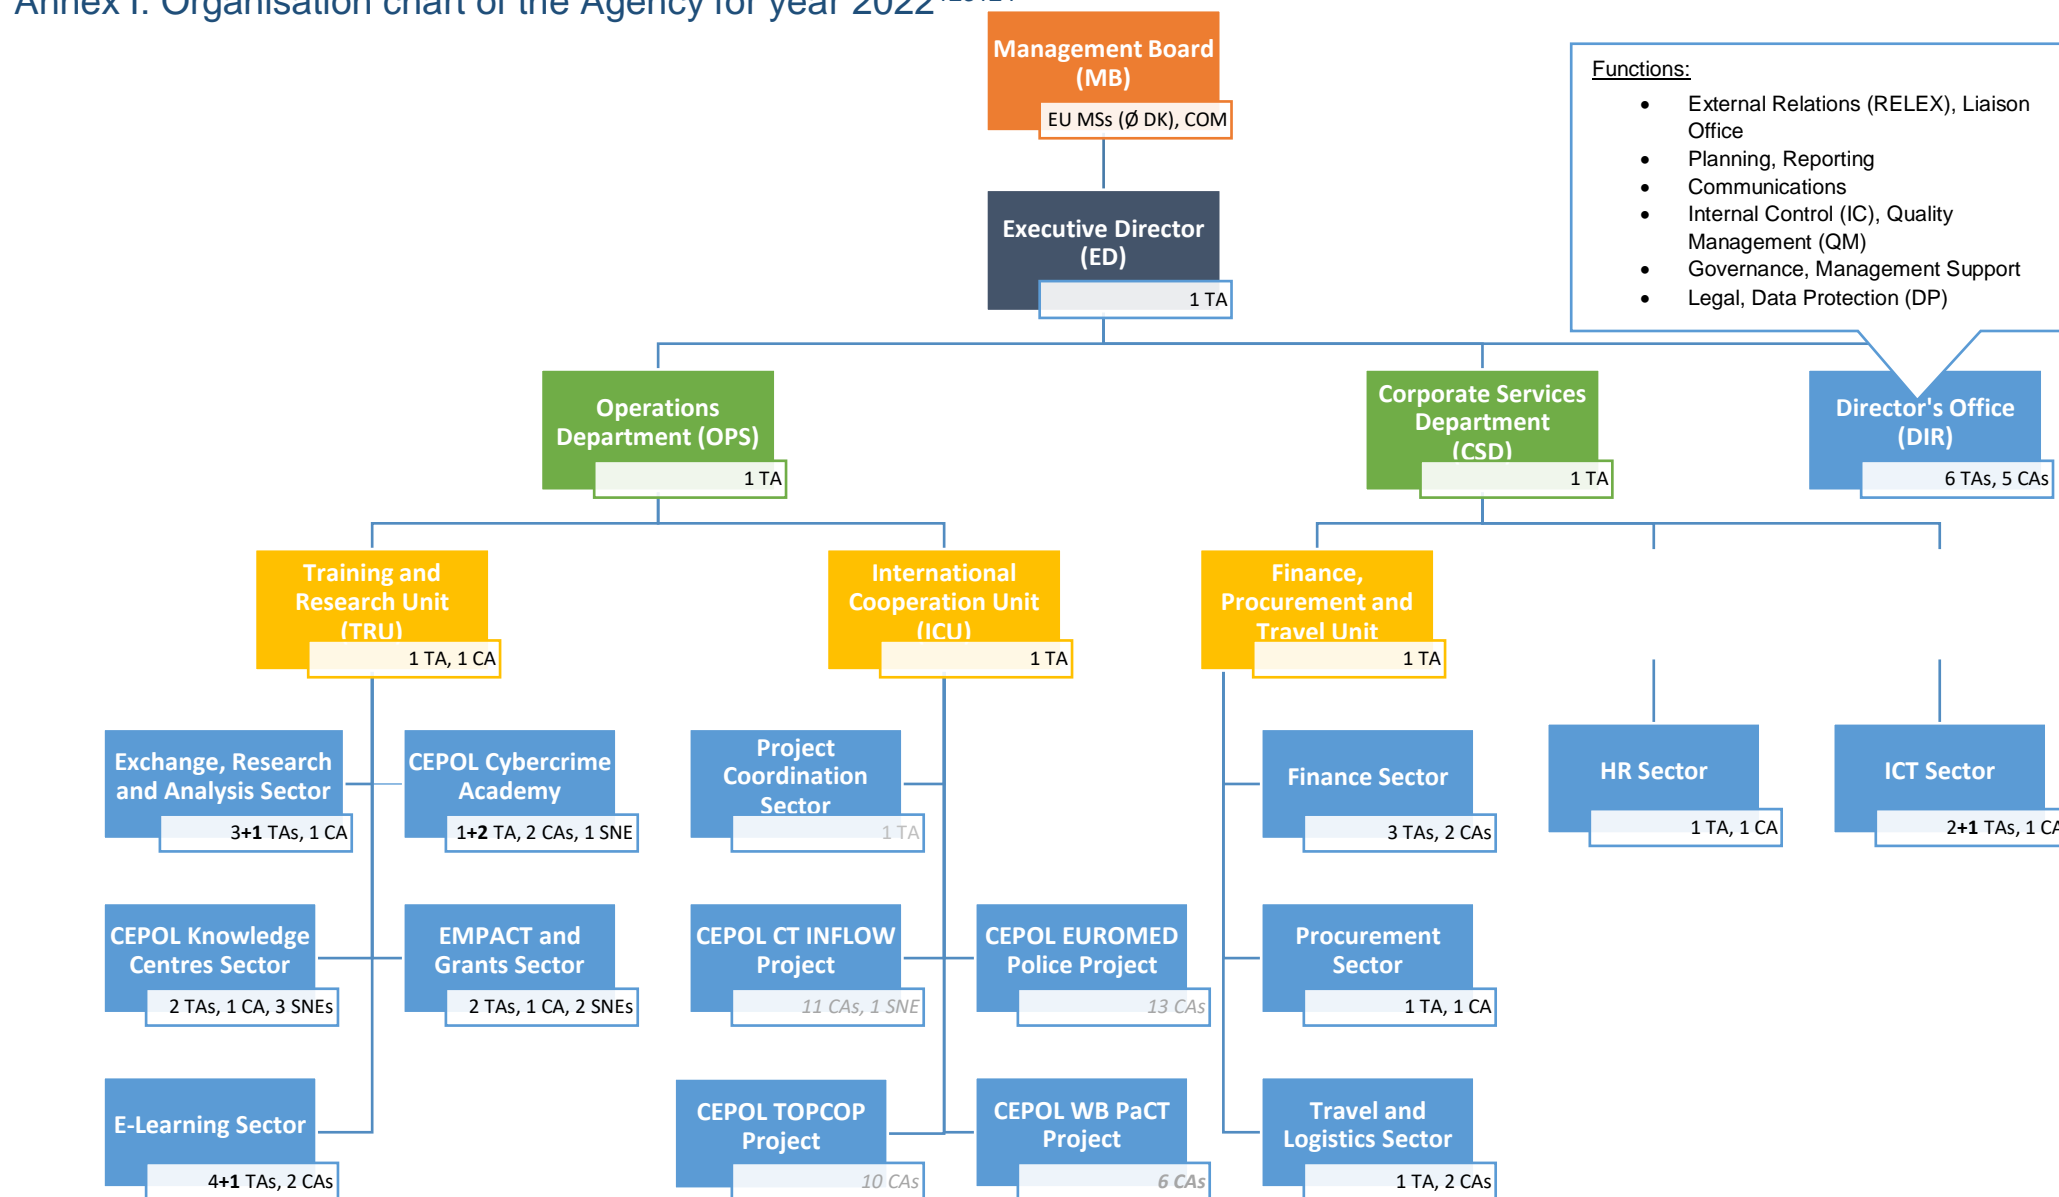 Annex I: Organisation chart of the Agency for year 2022
Management Board
(MB)
EU MSs (Ø DK), COM
Functions:
• External Relations (RELEX), Liaison
Office
• Planning, Reporting
• Communications
• Internal Control (IC), Quality
Management (QM)
• Governance, Management Support
• Legal, Data Protection (DP)
Executive Director
(ED)
1 TA
Operations
Department (OPS)
1 TA
Corporate Services
Department
(CSD)
1 TA
Director's Office
(DIR)
6 TAs, 5 CAs
Training and
Research Unit
(TRU)
1 TA, 1 CA
International
Cooperation Unit
(ICU)
1 TA
Finance,
Procurement and
Travel Unit
1 TA
Exchange, Research
and Analysis Sector
3+1 TAs, 1 CA
CEPOL Cybercrime
Academy
1+2 TA, 2 CAs, 1 SNE
Project
Coordination
Sector
1 TA
Finance Sector
3 TAs, 2 CAs
HR Sector
1 TA, 1 CA
ICT Sector
2+1 TAs, 1 CA
CEPOL Knowledge
Centres Sector
2 TAs, 1 CA, 3 SNEs
EMPACT and
Grants Sector
2 TAs, 1 CA, 2 SNEs
CEPOL CT INFLOW
Project
11 CAs, 1 SNE
CEPOL EUROMED
Police Project
13 CAs
Procurement
Sector
1 TA, 1 CA
E-Learning Sector
4+1 TAs, 2 CAs
CEPOL TOPCOP
Project
10 CAs
CEPOL WB PaCT
Project
6 CAs
Travel and
Logistics Sector
1 TA, 2 CAs